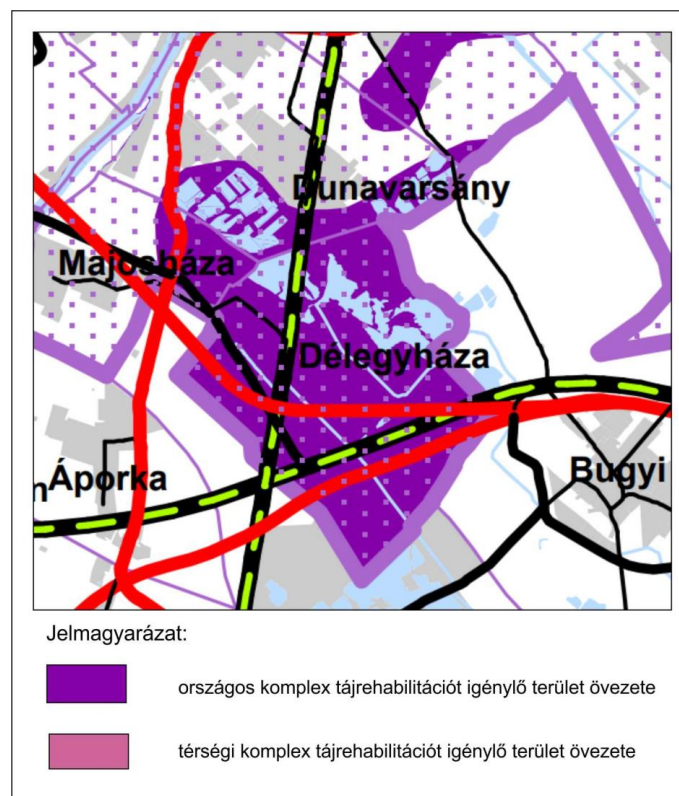 Dunavarsány
Majosháza
Délegyháza
Áporka
Bugyi
Jelmagyarázat:
országos komplex tájrehabilitációt igénylő terület övezete
térségi komplex tájrehabilitációt igénylő terület övezete